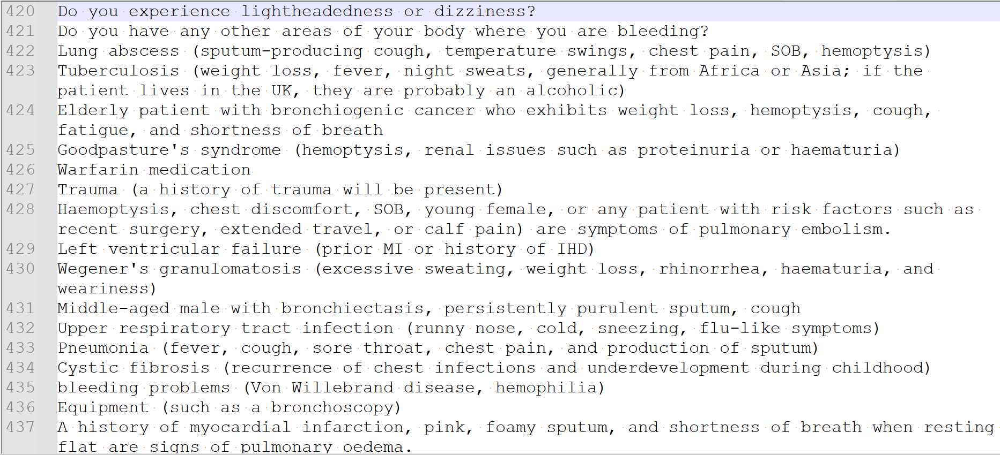 420 Do you experience lightheadedness or dizziness?
421 Do you have any other areas of your body where you are bleeding?
422 Lung abscess (sputum-producing cough, temperature swings, chest pain, SOB, hemoptysis)
423 Tuberculosis (weight loss, fever, night sweats, generally from Africa or Asia; if the
patient lives in the UK, they are probably an alcoholic)
424 Elderly patient with bronchiogenic cancer who exhibits weight loss, hemoptysis, cough,
fatigue, and shortness of breath
425 Goodpasture's syndrome (hemoptysis, renal issues such as proteinuria or haematuria)
426 Warfarin medication
427 Trauma (a history of trauma will be present)
428 Haemoptysis, chest discomfort, SOB, young female, or any patient with risk factors such as
recent surgery, extended travel, or calf pain) are symptoms of pulmonary embolism.
429 Left ventricular failure (prior MI or history of IHD)
430 Wegener's granulomatosis (excessive sweating, weight loss, rhinorrhea, haematuria, and
weariness)
431 Middle-aged male with bronchiectasis, persistently purulent sputum, cough
432 Upper respiratory tract infection (runny nose, cold, sneezing, flu-like symptoms)
433 Pneumonia (fever, cough, sore throat, chest pain, and production of sputum)
434 Cystic fibrosis (recurrence of chest infections and underdevelopment during childhood)
435 bleeding problems (Von Willebrand disease, hemophilia)
436 Equipment (such as a bronchoscopy)
437 A history of myocardial infarction, pink, foamy sputum, and shortness of breath when resting
flat are signs of pulmonary oedema.